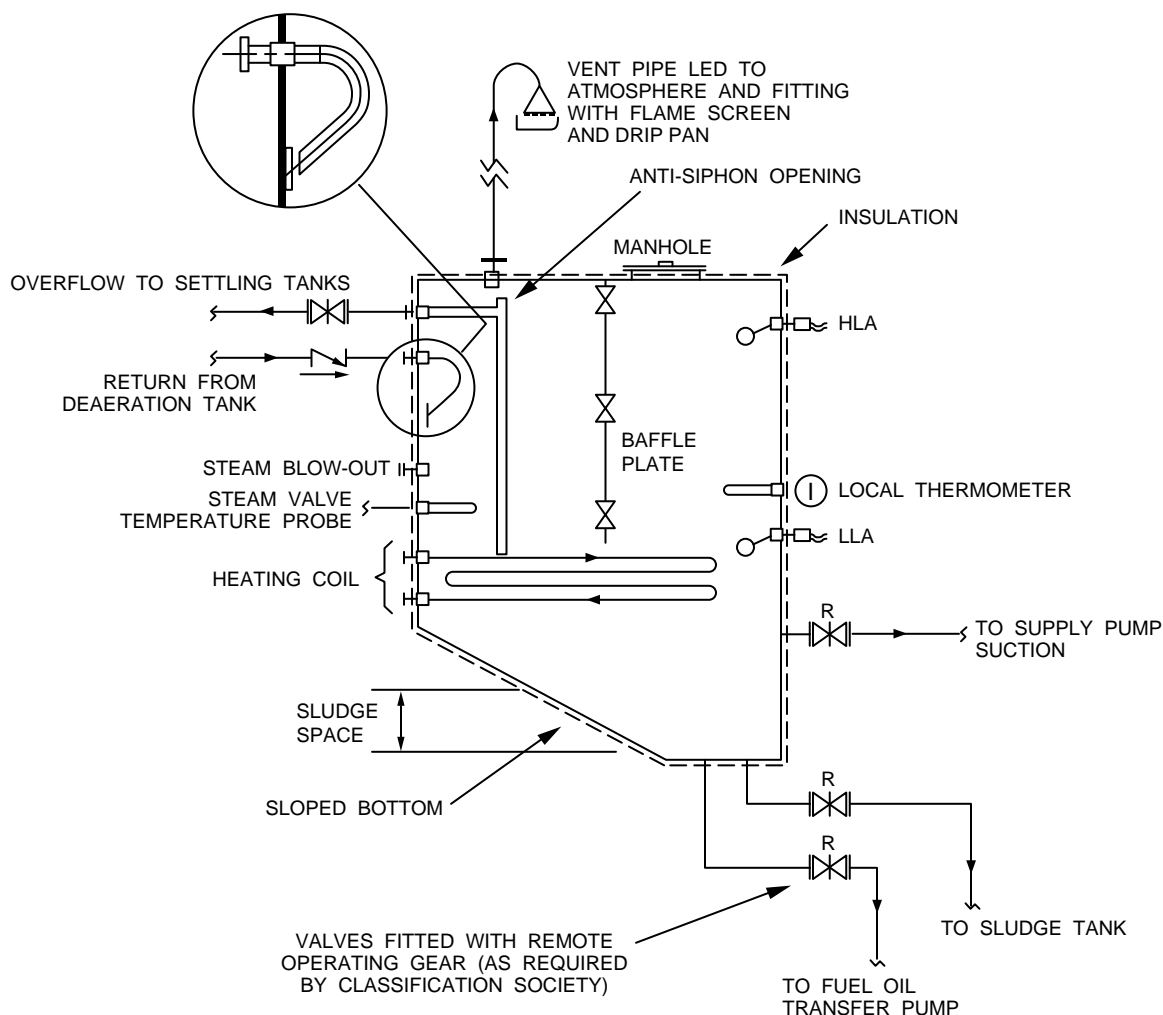 VENT PIPE LED TO
ATMOSPHERE AND FITTING
WITH FLAME SCREEN
AND DRIP PAN
ANTI-SIPHON OPENING
INSULATION
MANHOLE
OVERFLOW TO SETTLING TANKS
HLA
RETURN FROM
DEAERATION TANK
BAFFLE
PLATE
STEAM BLOW-OUT
STEAM VALVE
TEMPERATURE PROBE
I
LOCAL THERMOMETER
LLA
HEATING COIL
R
TO SUPPLY PUMP
SUCTION
SLUDGE
SPACE
SLOPED BOTTOM
R
R
TO SLUDGE TANK
VALVES FITTED WITH REMOTE
OPERATING GEAR (AS REQUIRED
BY CLASSIFICATION SOCIETY)
TO FUEL OIL
TRANSFER PUMP